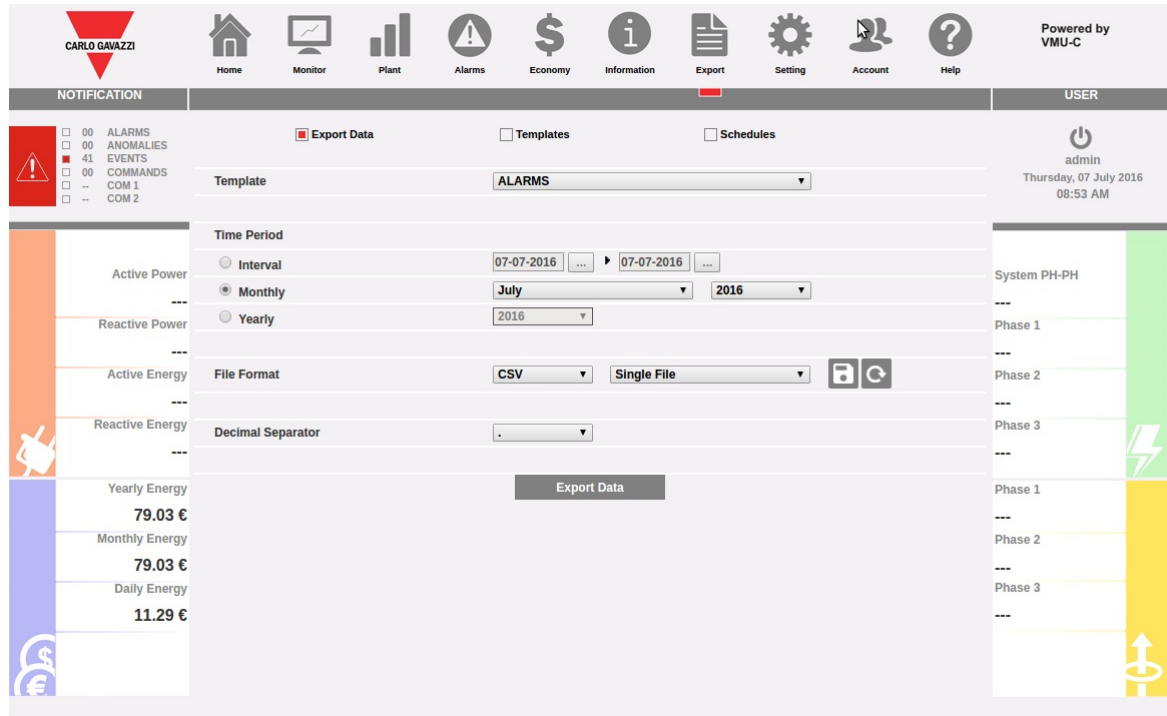 CARLO GAVAZZI
Home Monitor Plant Alarms Economy Information Export Setting Account Help
Powered by
VMU-C
NOTIFICATION
USER
00 ALARMS
00 ANOMALIES
41 EVENTS
00 COMMANDS
-- COM 1
-- COM 2
Export Data Templates Schedules
admin
Thursday, 07 July 2016
08:53 AM
Template ALARMS
Time Period
Interval 07-07-2016 ... 07-07-2016 ...
Monthly July 2016
Yearly 2016
File Format CSV Single File
Decimal Separator .
Export Data
Active Power
---
Reactive Power
---
Active Energy
---
Reactive Energy
---
Yearly Energy
79.03 €
Monthly Energy
79.03 €
Daily Energy
11.29 €
$
€
System PH-PH
---
Phase 1
---
Phase 2
---
Phase 3
---
Phase 1
---
Phase 2
---
Phase 3
---